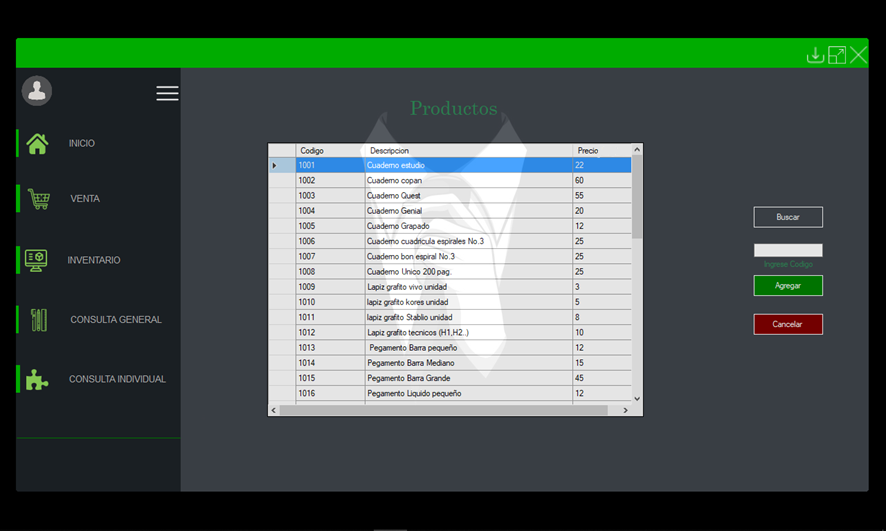 Productos
INICIO
VENTA
INVENTARIO
CONSULTA GENERAL
CONSULTA INDIVIDUAL
Codigo Descripcion Precio
1001 Cuaderno estudio 22
1002 Cuaderno copan 60
1003 Cuaderno Quest 55
1004 Cuaderno Genial 20
1005 Cuaderno Grapado 12
1006 Cuaderno cuadricula espirales No.3 25
1007 Cuaderno bon espiral No.3 25
1008 Cuaderno Unico 200 pag. 25
1009 Lapiz grafito vivo unidad 3
1010 lapiz grafito kores unidad 5
1011 lapiz grafito Stablio unidad 8
1012 Lapiz grafito tecnicos (H1,H2..) 10
1013 Pegamento Barra pequeño 12
1014 Pegamento Barra Mediano 15
1015 Pegamento Barra Grande 45
1016 Pegamento Liquido pequeño 12
Buscar
Ingrese Codigo
Agregar
Cancelar